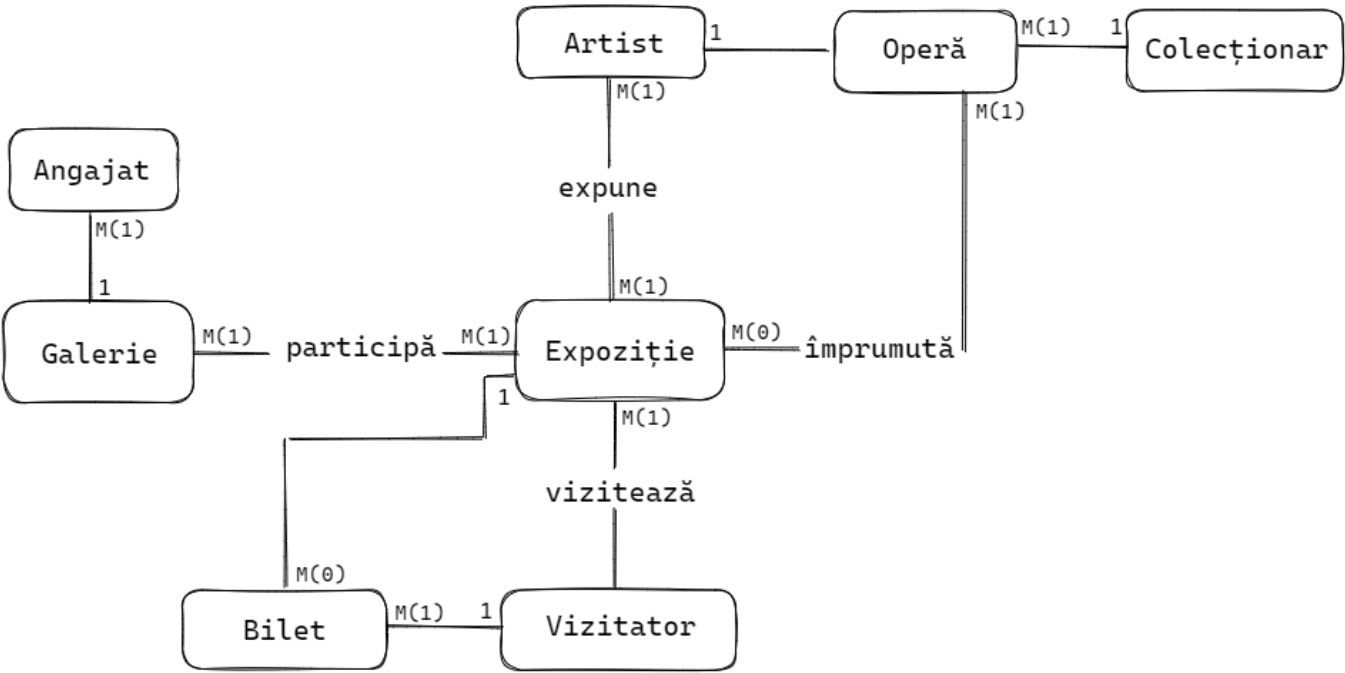 Artist
1
Operă
M(1)
1
Colecționar
M(1)
M(1)
Angajat
M(1)
expune
1
M(1)
Galerie
M(1)
participă
M(1)
Expoziție
M(0)
împrumută
1
M(1)
vizitează
M(0)
Bilet
M(1)
1
Vizitator